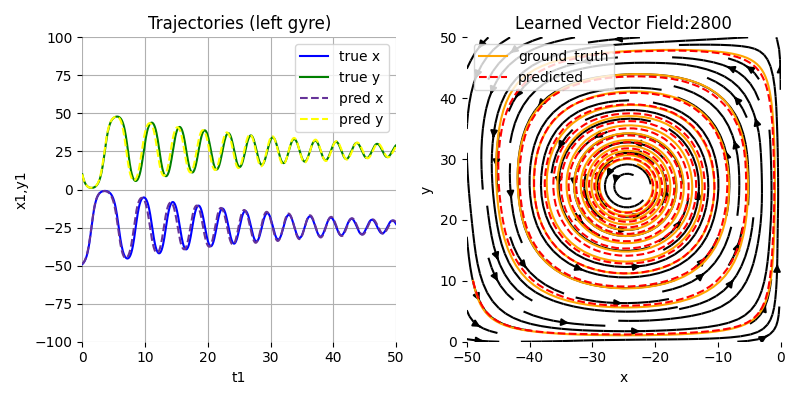 Trajectories (left gyre)
100
75
50
25
0
−25
−50
−75
−100
x1,y1
0
10
20
30
40
50
t1
true x
true y
pred x
pred y
Learned Vector Field:2800
50
40
30
20
10
0
y
−50
−40
−30
−20
−10
0
x
ground_truth
predicted